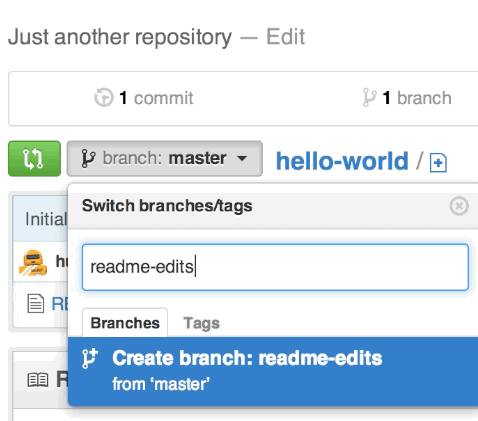 Just another repository — Edit
1 commit 1 branch
branch: master hello-world /
Switch branches/tags
Initial
readme-edits
hu
RE
Branches Tags
Create branch: readme-edits
R
from ‘master’